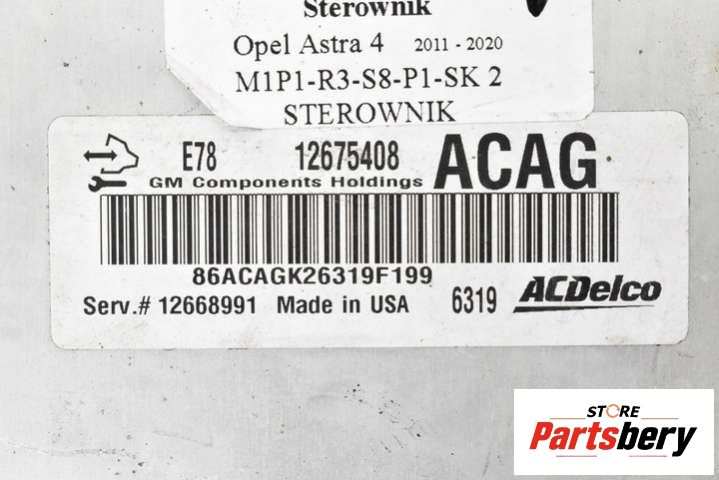 Sterownik
Opel Astra 4 2011 - 2020
M1P1-R3-S8-P1-SK 2
STEROWNIK
E78 12675408 ACAG
GM Components Holdings
86ACAGK26319F199
Serv.# 12668991 Made in USA 6319 ACDelco
STORE
Partsbery